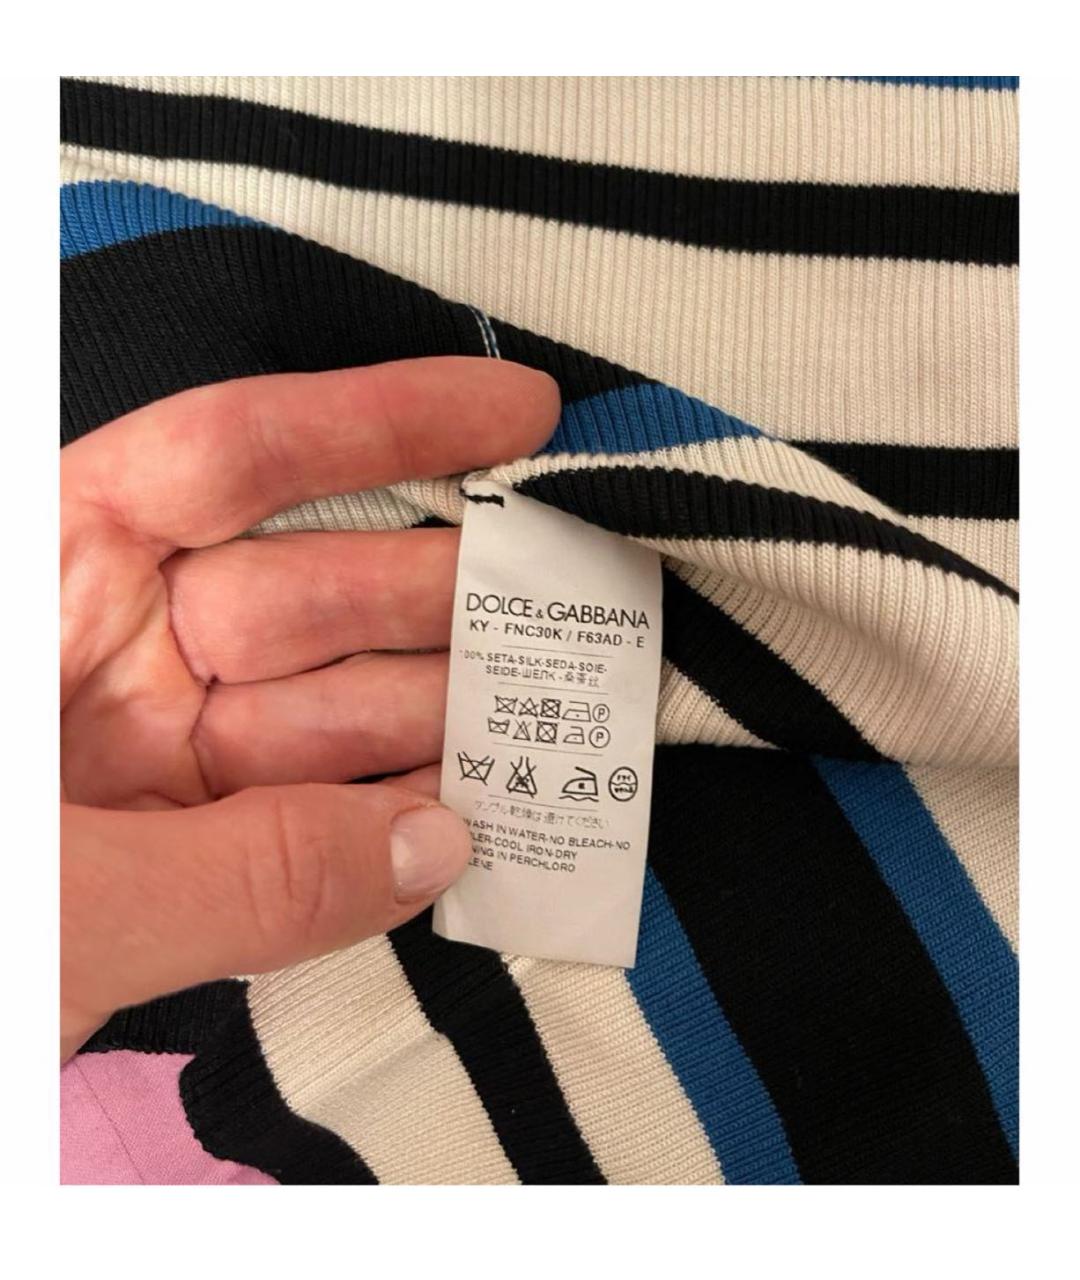 DOLCE & GABBANA
KY - FNC30K / F63AD - E
100% SETA-SILK-SEDA-SOIE-
SEIDE-ШЕЛК-桑蚕丝
P
P
タンブル乾燥は避けてください
WASH IN WATER-NO BLEACH-NO
-COOL IRON-DRY
IN PERCHLORO